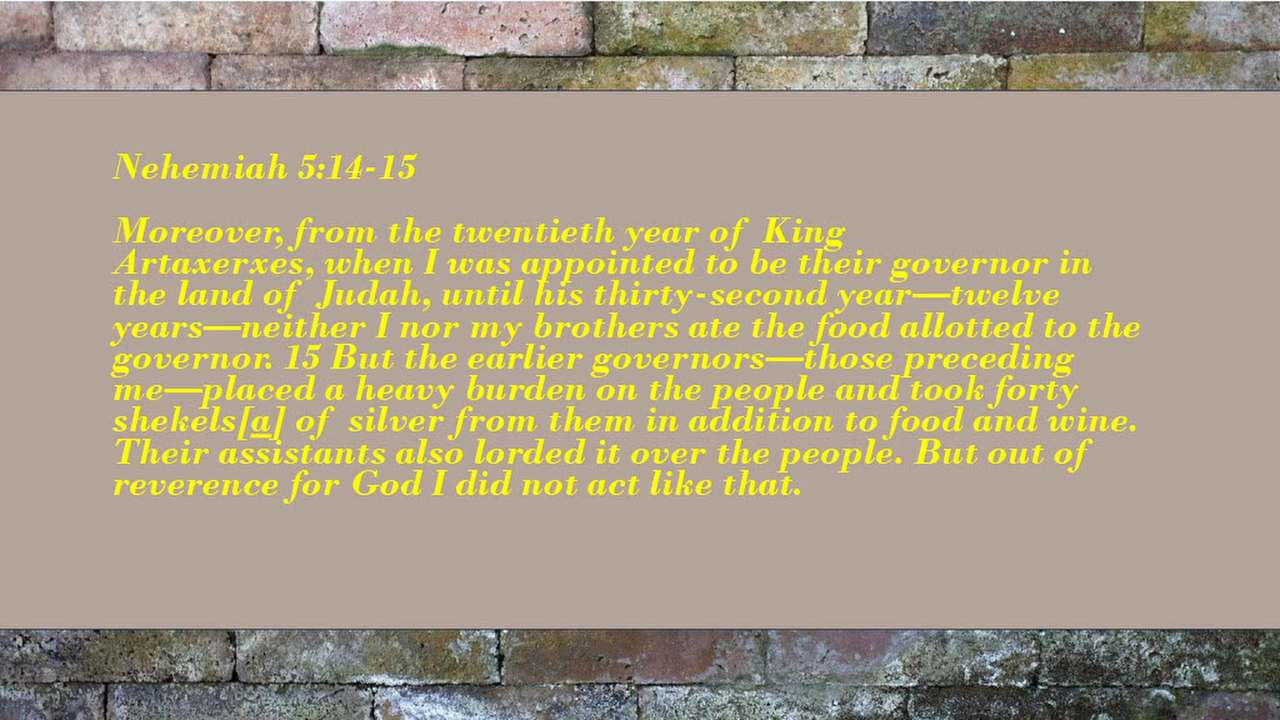 Nehemiah 5:14-15
Moreover, from the twentieth year of King
Artaxerxes, when I was appointed to be their governor in
the land of Judah, until his thirty-second year—twelve
years—neither I nor my brothers ate the food allotted to the
governor. 15 But the earlier governors—those preceding
me—placed a heavy burden on the people and took forty
shekels[a] of silver from them in addition to food and wine.
Their assistants also lorded it over the people. But out of
reverence for God I did not act like that.